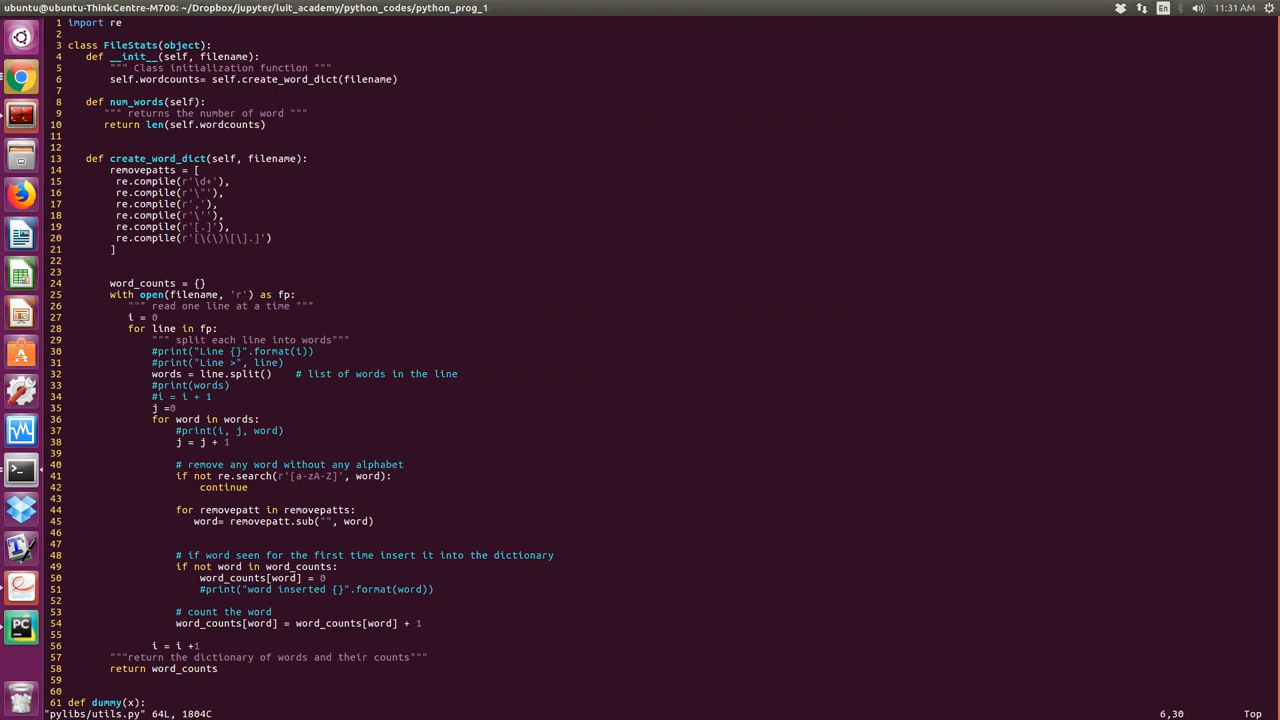 ubuntu@ubuntu-ThinkCentre-M700: ~/Dropbox/jupyter/luit_academy/python_codes/python_prog_1
En 11:31 AM
1 import re
2
3 class FileStats(object):
4    def __init__(self, filename):
5        """ Class initialization function """
6        self.wordcounts= self.create_word_dict(filename)
7
8    def num_words(self):
9       """ returns the number of word """
10       return len(self.wordcounts)
11
12
13    def create_word_dict(self, filename):
14        removepatts = [
15         re.compile(r'\d+'),
16         re.compile(r'\"'),
17         re.compile(r','),
18         re.compile(r'\''),
19         re.compile(r'[.]'),
20         re.compile(r'[\(\)\[\].]')
21        ]
22
23
24        word_counts = {}
25        with open(filename, 'r') as fp:
26           """ read one line at a time """
27           i = 0
28           for line in fp:
29               """ split each line into words"""
30               #print("Line {}".format(i))
31               #print("Line >", line)
32               words = line.split()    # list of words in the line
33               #print(words)
34               #i = i + 1
35               j =0
36               for word in words:
37                   #print(i, j, word)
38                   j = j + 1
39
40                   # remove any word without any alphabet
41                   if not re.search(r'[a-zA-Z]', word):
42                       continue
43
44                   for removepatt in removepatts:
45                      word= removepatt.sub("", word)
46
47
48                   # if word seen for the first time insert it into the dictionary
49                   if not word in word_counts:
50                       word_counts[word] = 0
51                       #print("word inserted {}".format(word))
52
53                   # count the word
54                   word_counts[word] = word_counts[word] + 1
55
56               i = i +1
57        """return the dictionary of words and their counts"""
58        return word_counts
59
60
61 def dummy(x):
"pylibs/utils.py" 64L, 1804C 6,30 Top